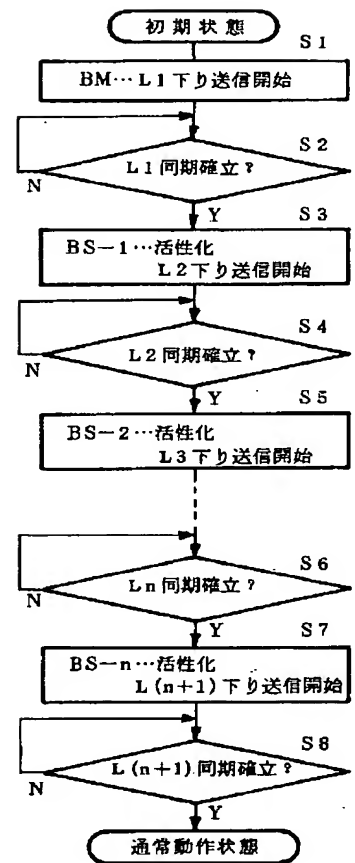 初期状態
S1
BM…L1下り送信開始
S2
L1同期確立?
N
Y
S3
BS-1…活性化
L2下り送信開始
S4
L2同期確立?
N
Y
S5
BS-2…活性化
L3下り送信開始
S6
Ln同期確立?
N
Y
S7
BS-n…活性化
L(n+1)下り送信開始
S8
L(n+1)同期確立?
N
Y
通常動作状態